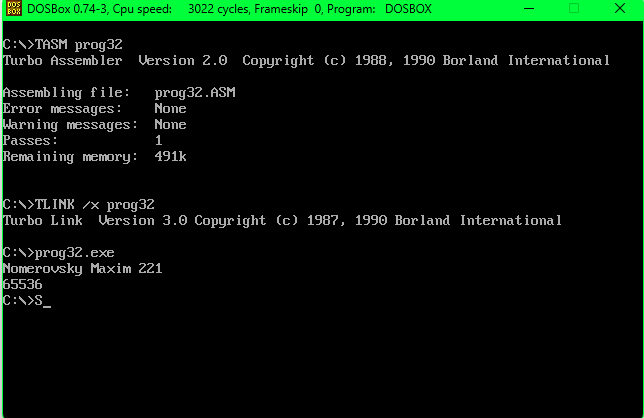 DOS BOX DOSBox 0.74-3, Cpu speed: 3022 cycles, Frameskip 0, Program: DOSBOX
C:\>TASM prog32
Turbo Assembler Version 2.0 Copyright (c) 1988, 1990 Borland International
Assembling file: prog32.ASM
Error messages: None
Warning messages: None
Passes: 1
Remaining memory: 491k
C:\>TLINK /x prog32
Turbo Link Version 3.0 Copyright (c) 1987, 1990 Borland International
C:\>prog32.exe
Nomerovsky Maxim 221
65536
C:\>S_